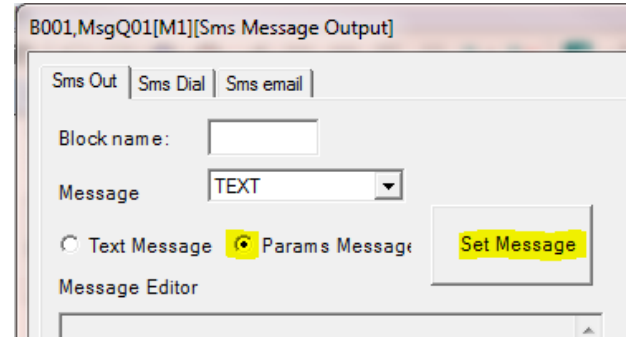 B001,MsgQ01[M1][Sms Message Output]
Sms Out Sms Dial Sms email
Block name:
Message TEXT
Text Message Params Message Set Message
Message Editor